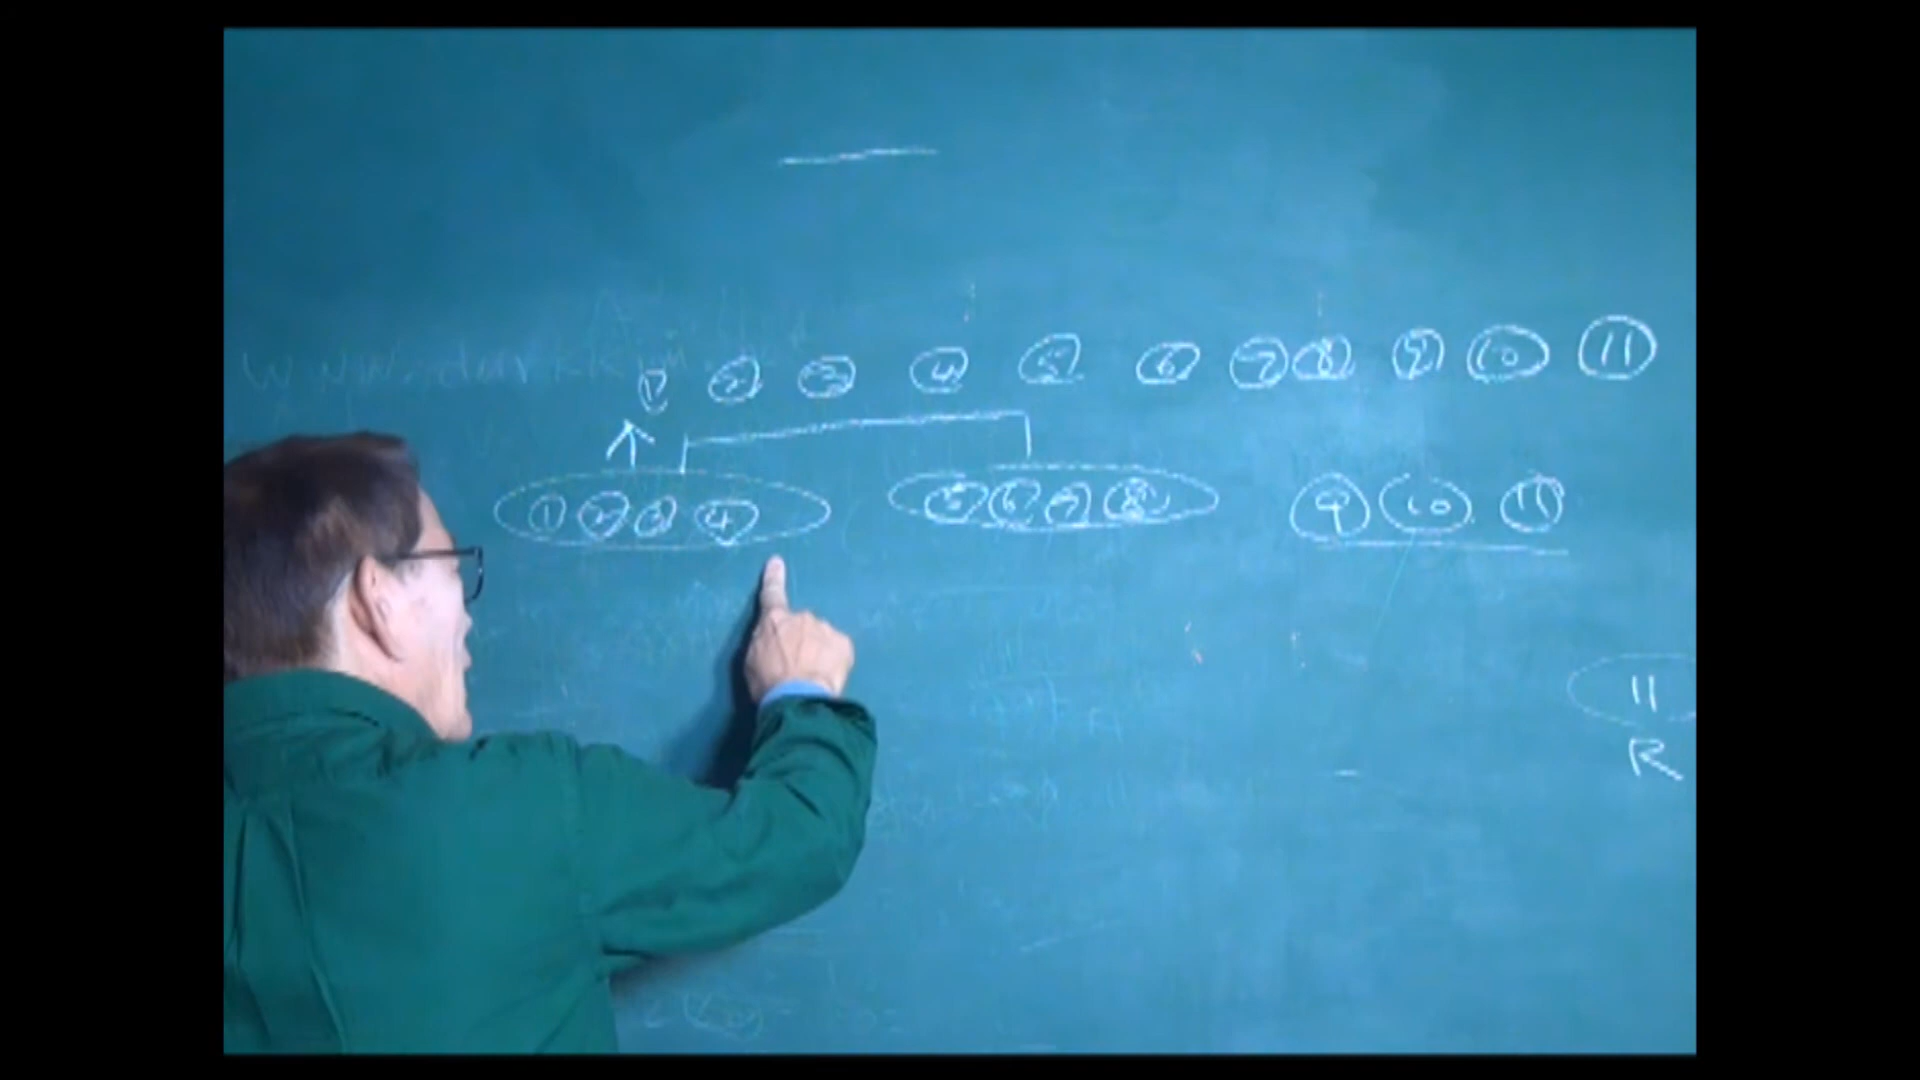 ① ② ③ ④ ⑤ ⑥ ⑦ ⑧ ⑨ ⑩ ⑪
① ② ③ ④ ⑤ ⑥ ⑦ ⑧ ⑨ ⑩ ⑪
11